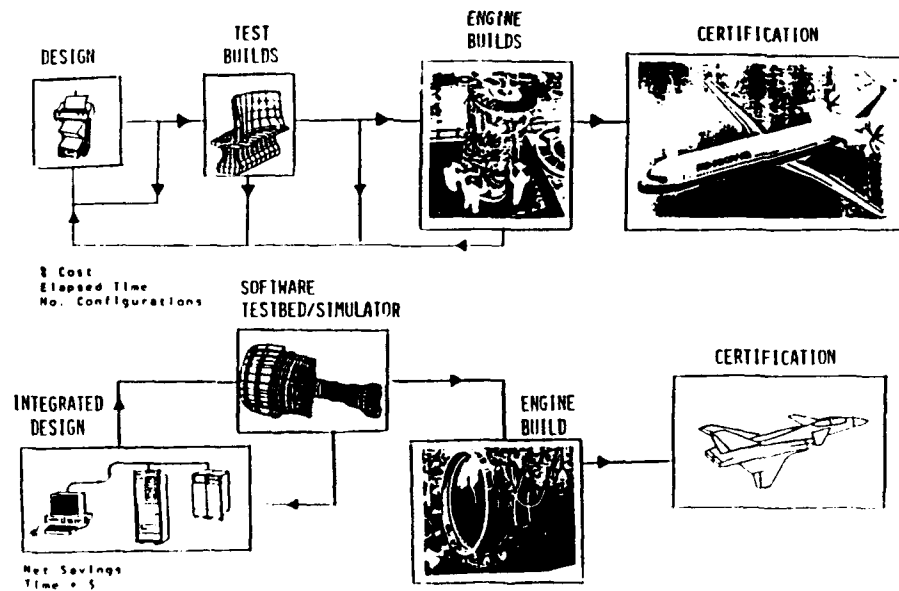 DESIGN
TEST
BUILDS
ENGINE
BUILDS
CERTIFICATION
% Cost
Elapsed Time
No. Configurations
SOFTWARE
TESTBED/SIMULATOR
INTEGRATED
DESIGN
ENGINE
BUILD
CERTIFICATION
Net Savings
Time + $